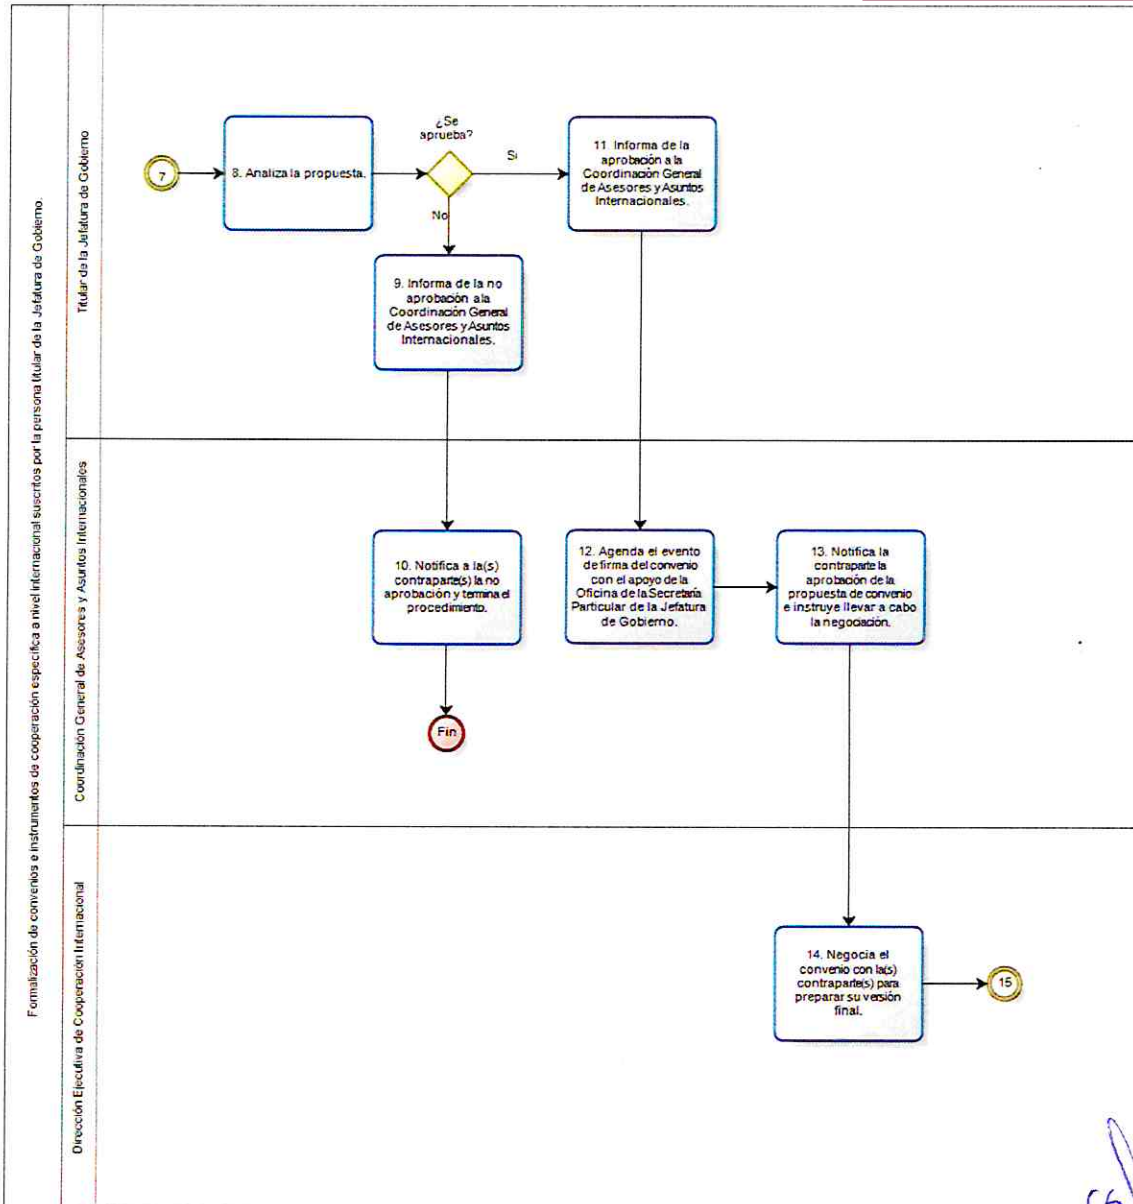 Formalización de convenios e instrumentos de cooperación específica a nivel internacional suscritos por la persona titular de la Jefatura de Gobierno.
Titular de la Jefatura de Gobierno
7
8. Analiza la propuesta.
¿Se
aprueba?
Si
No
11. Informa de la
aprobación a la
Coordinación General
de Asesores y Asuntos
Internacionales.
9. Informa de la no
aprobación a la
Coordinación General
de Asesores y Asuntos
Internacionales.
Coordinación General de Asesores y Asuntos Internacionales
10. Notifica a la(s)
contraparte(s) la no
aprobación y termina el
procedimiento.
12. Agenda el evento
de firma del convenio
con el apoyo de la
Oficina de la Secretaría
Particular de la Jefatura
de Gobierno.
13. Notifica la
contraparte la
aprobación de la
propuesta de convenio
e instruye llevar a cabo
la negociación.
Fin
Dirección Ejecutiva de Cooperación Internacional
14. Negocia el
convenio con la(s)
contraparte(s) para
preparar su versión
final.
15